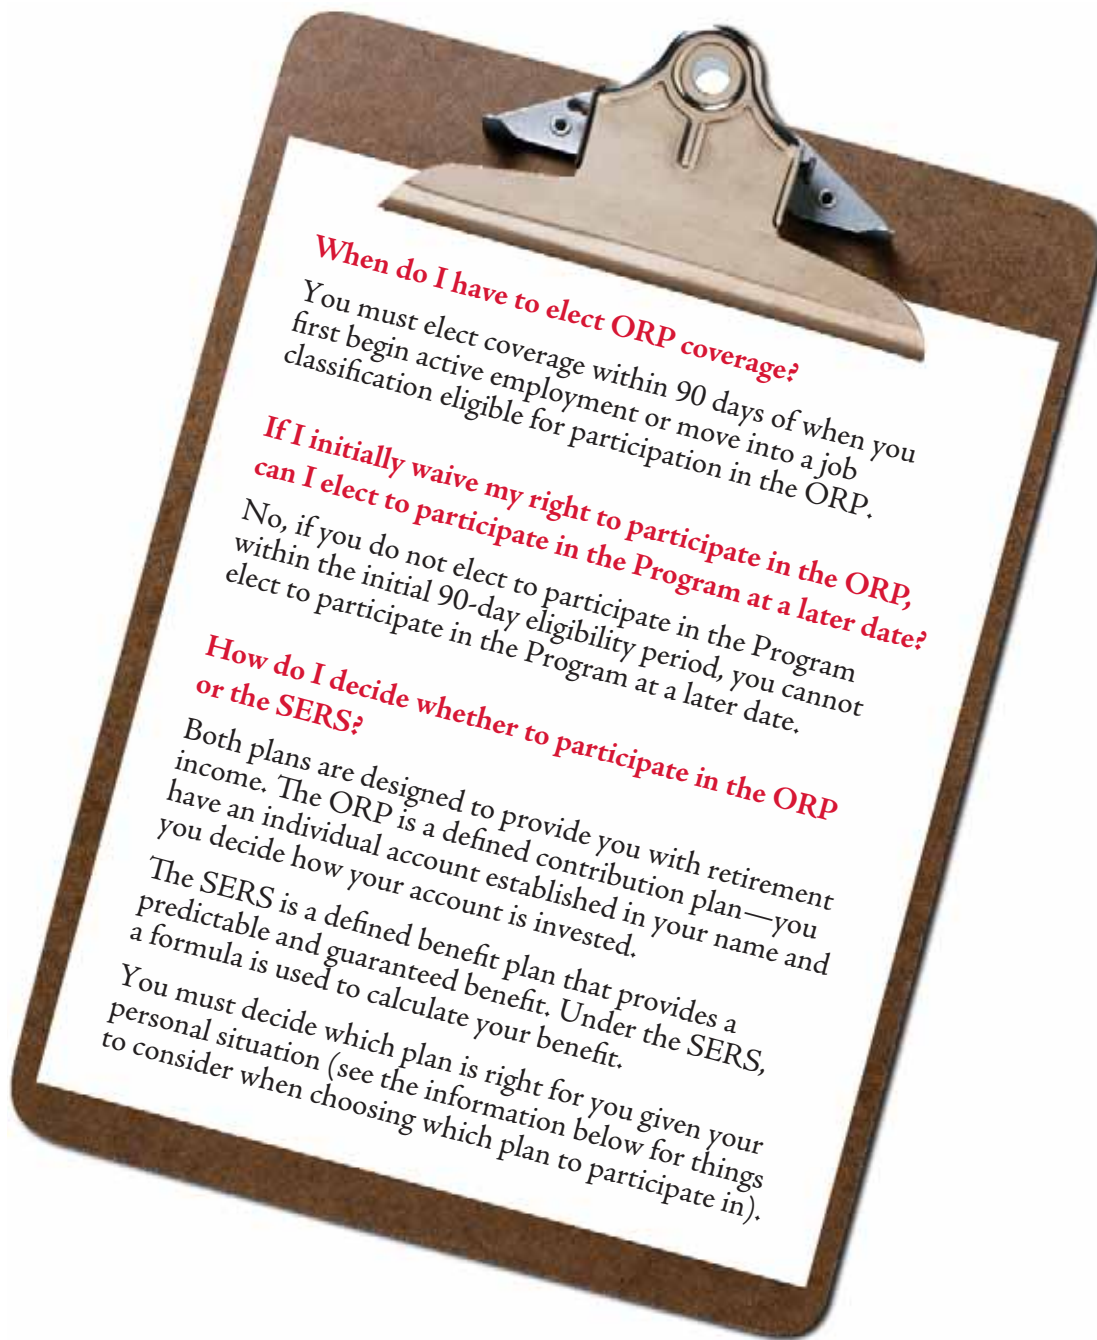 When do I have to elect ORP coverage?
You must elect coverage within 90 days of when you
first begin active employment or move into a job
classification eligible for participation in the ORP.
If I initially waive my right to participate in the ORP,
can I elect to participate in the Program at a later date?
No, if you do not elect to participate in the Program
within the initial 90-day eligibility period, you cannot
elect to participate in the Program at a later date.
How do I decide whether to participate in the ORP
or the SERS?
Both plans are designed to provide you with retirement
income. The ORP is a defined contribution plan—you
have an individual account established in your name and
you decide how your account is invested.
The SERS is a defined benefit plan that provides a
predictable and guaranteed benefit. Under the SERS,
a formula is used to calculate your benefit.
You must decide which plan is right for you given your
personal situation (see the information below for things
to consider when choosing which plan to participate in).